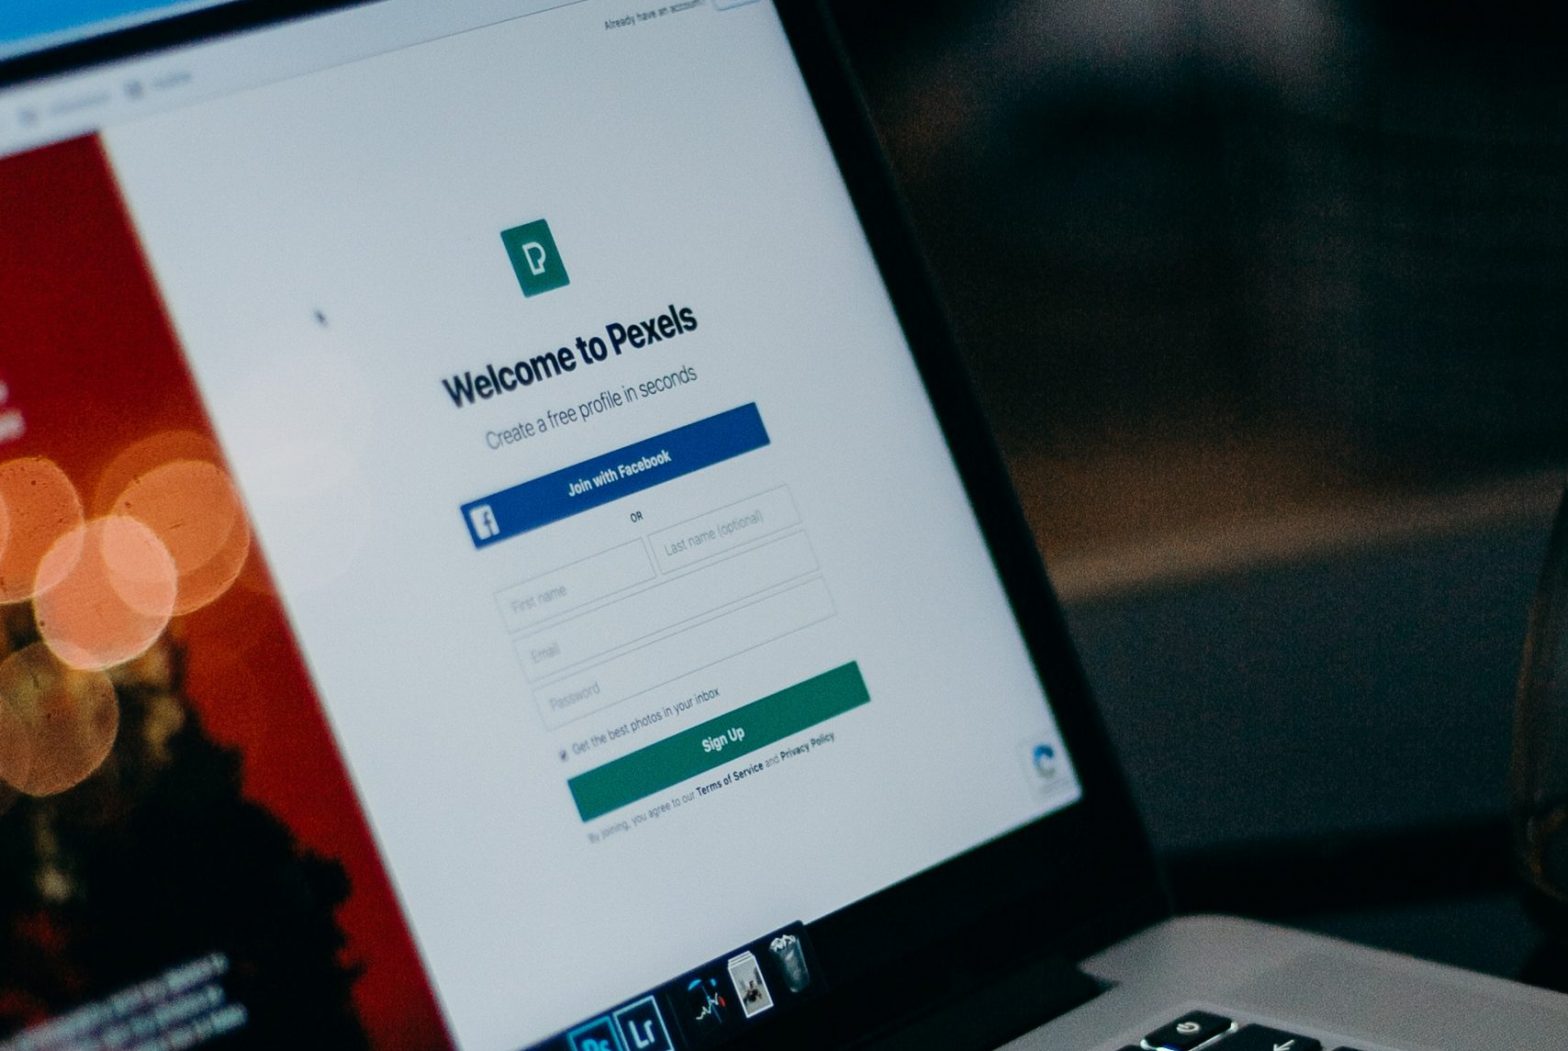 Already have an account?
Welcome to Pexels
Create a free profile in seconds
Join with Facebook
OR
First name
Last name (optional)
Email
Password
Get the best photos in your inbox
Sign Up
By joining, you agree to our Terms of Service and Privacy Policy
Ps
Lr